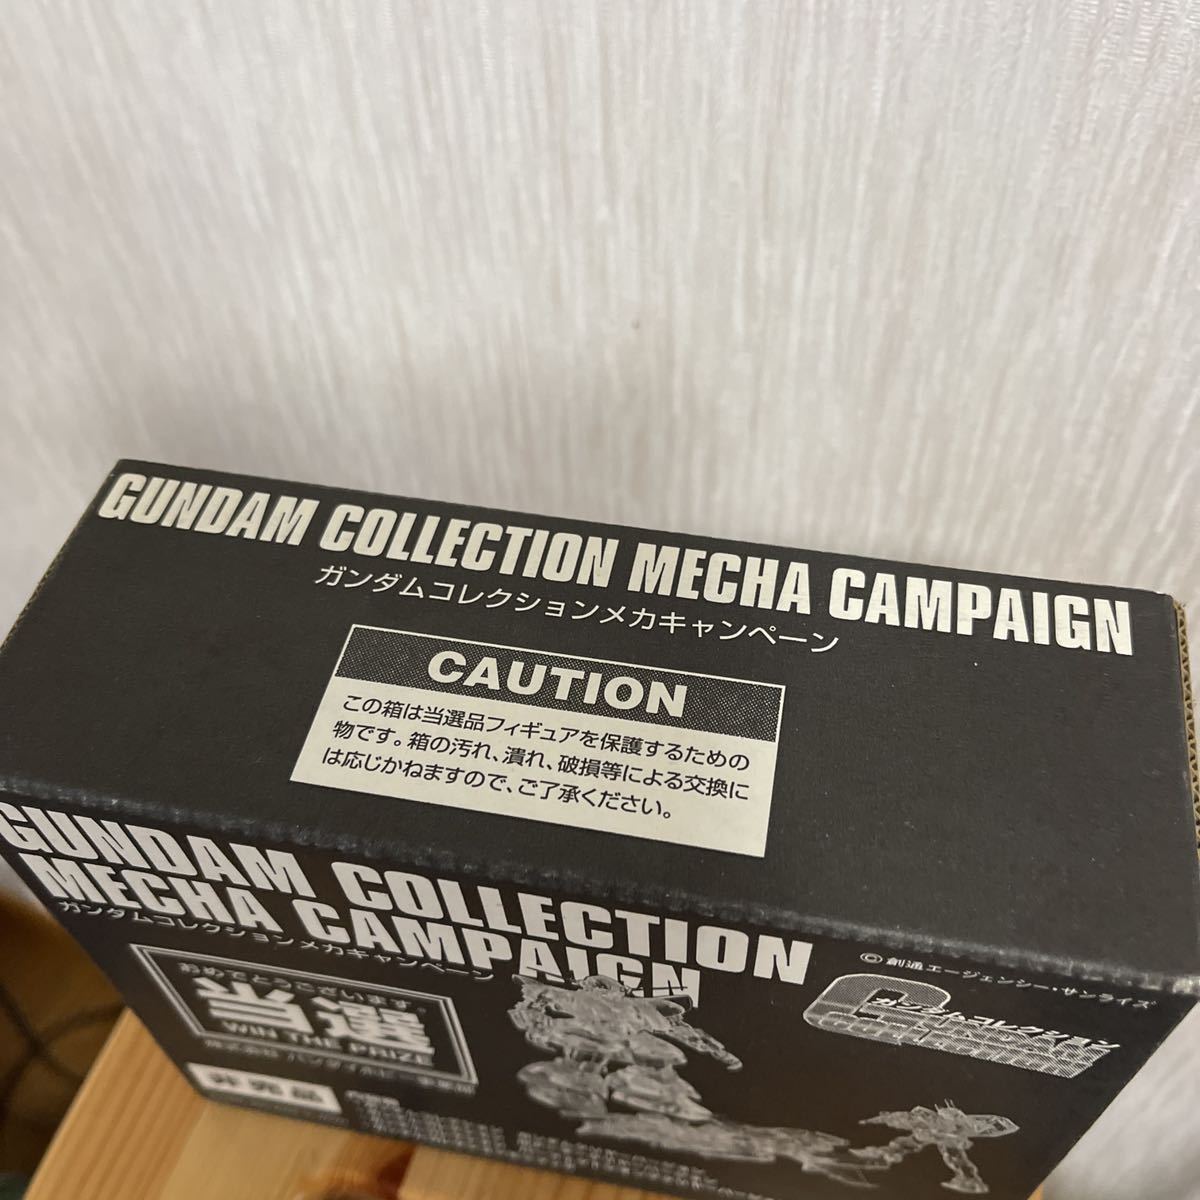 GUNDAM COLLECTION MECHA CAMPAIGN
ガンダムコレクションメカキャンペーン
CAUTION
この箱は当選品フィギュアを保護するための
物です。箱の汚れ、潰れ、破損等による交換に
は応じかねますので、ご了承ください。
GUNDAM COLLECTION
MECHA CAMPAIGN
ガンダムコレクションメカキャンペーン
おめでとうございます
当選
WIN THE PRIZE
非売品
©創通エージェンシー・サンライズ
ガンダムコレクション